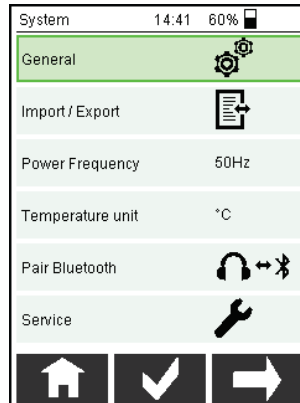 System 14:41 60%
General
Import / Export
Power Frequency 50Hz
Temperature unit °C
Pair Bluetooth
Service